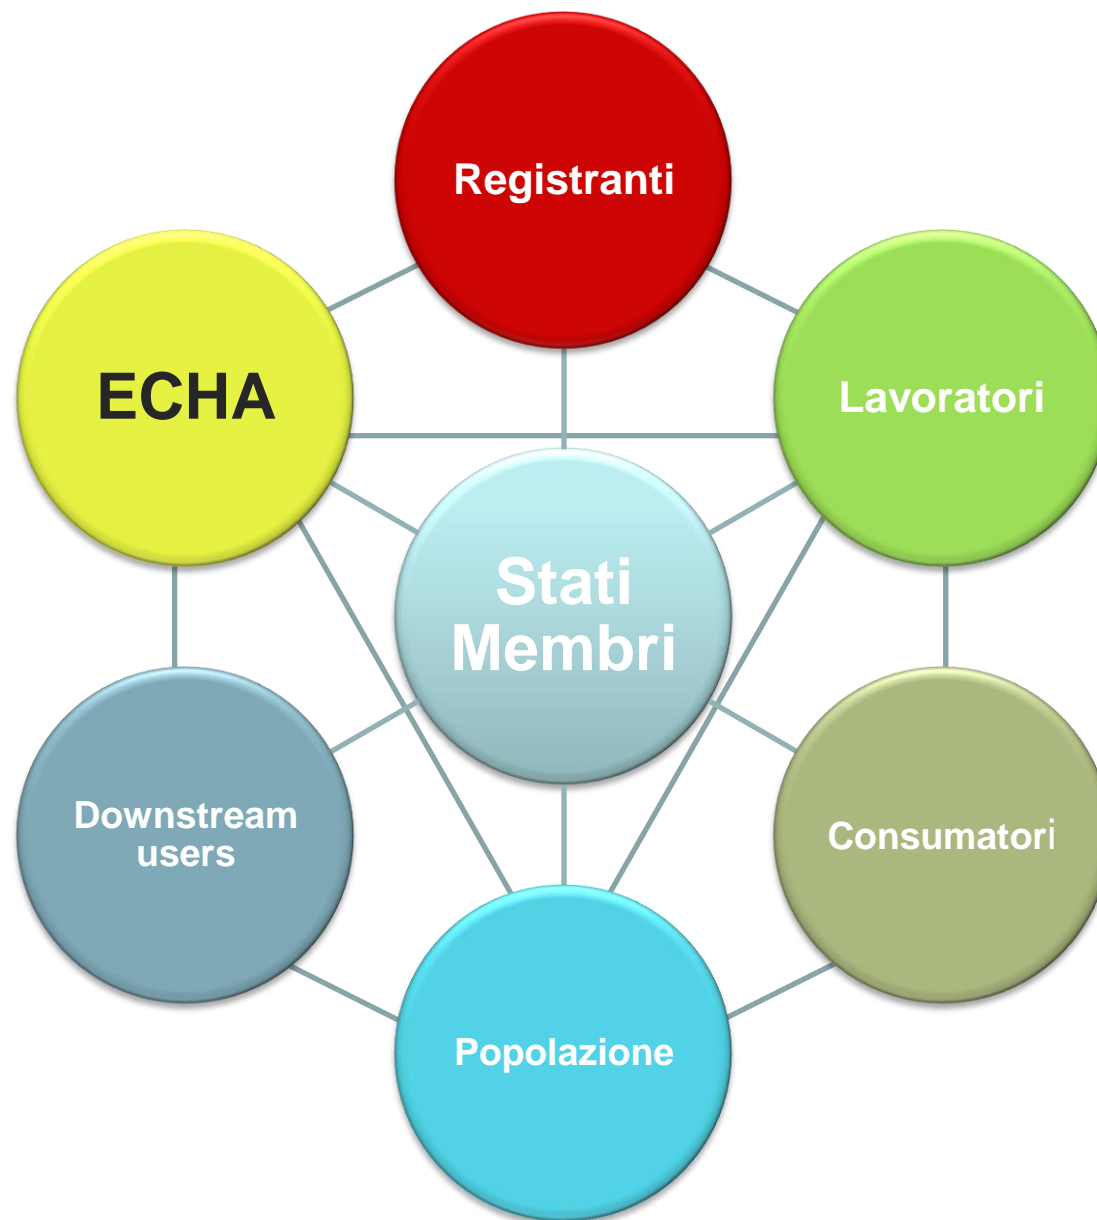 Registranti
ECHA
Lavoratori
Stati
Membri
Downstream
users
Consumatori
Popolazione